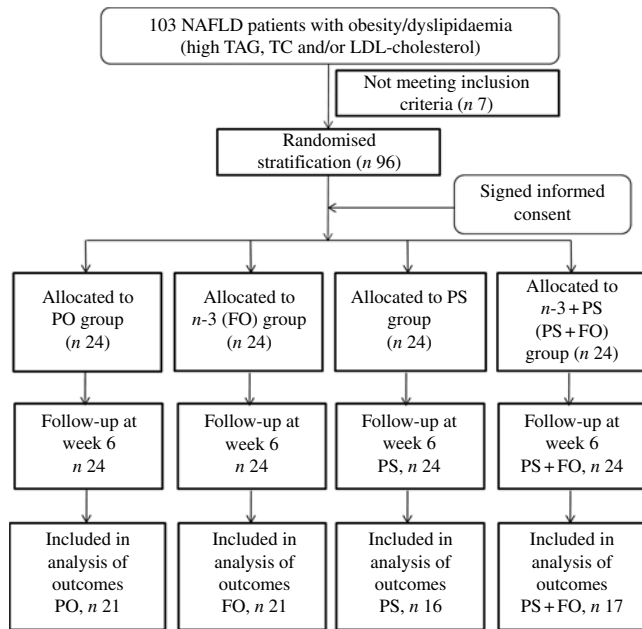 103 NAFLD patients with obesity/dyslipidaemia
(high TAG, TC and/or LDL-cholesterol)
Not meeting inclusion
criteria (n 7)
Randomised
stratification (n 96)
Signed informed
consent
Allocated to
PO group
(n 24)
Allocated to
n-3 (FO) group
(n 24)
Allocated to PS
group
(n 24)
Allocated to
n-3 + PS
(PS + FO)
group (n 24)
Follow-up at
week 6
n 24
Follow-up at
week 6
n 24
Follow-up at
week 6
PS, n 24
Follow-up at
week 6
PS + FO, n 24
Included in
analysis of
outcomes
PO, n 21
Included in
analysis of
outcomes
FO, n 21
Included in
analysis of
outcomes
PS, n 16
Included in
analysis of
outcomes
PS + FO, n 17